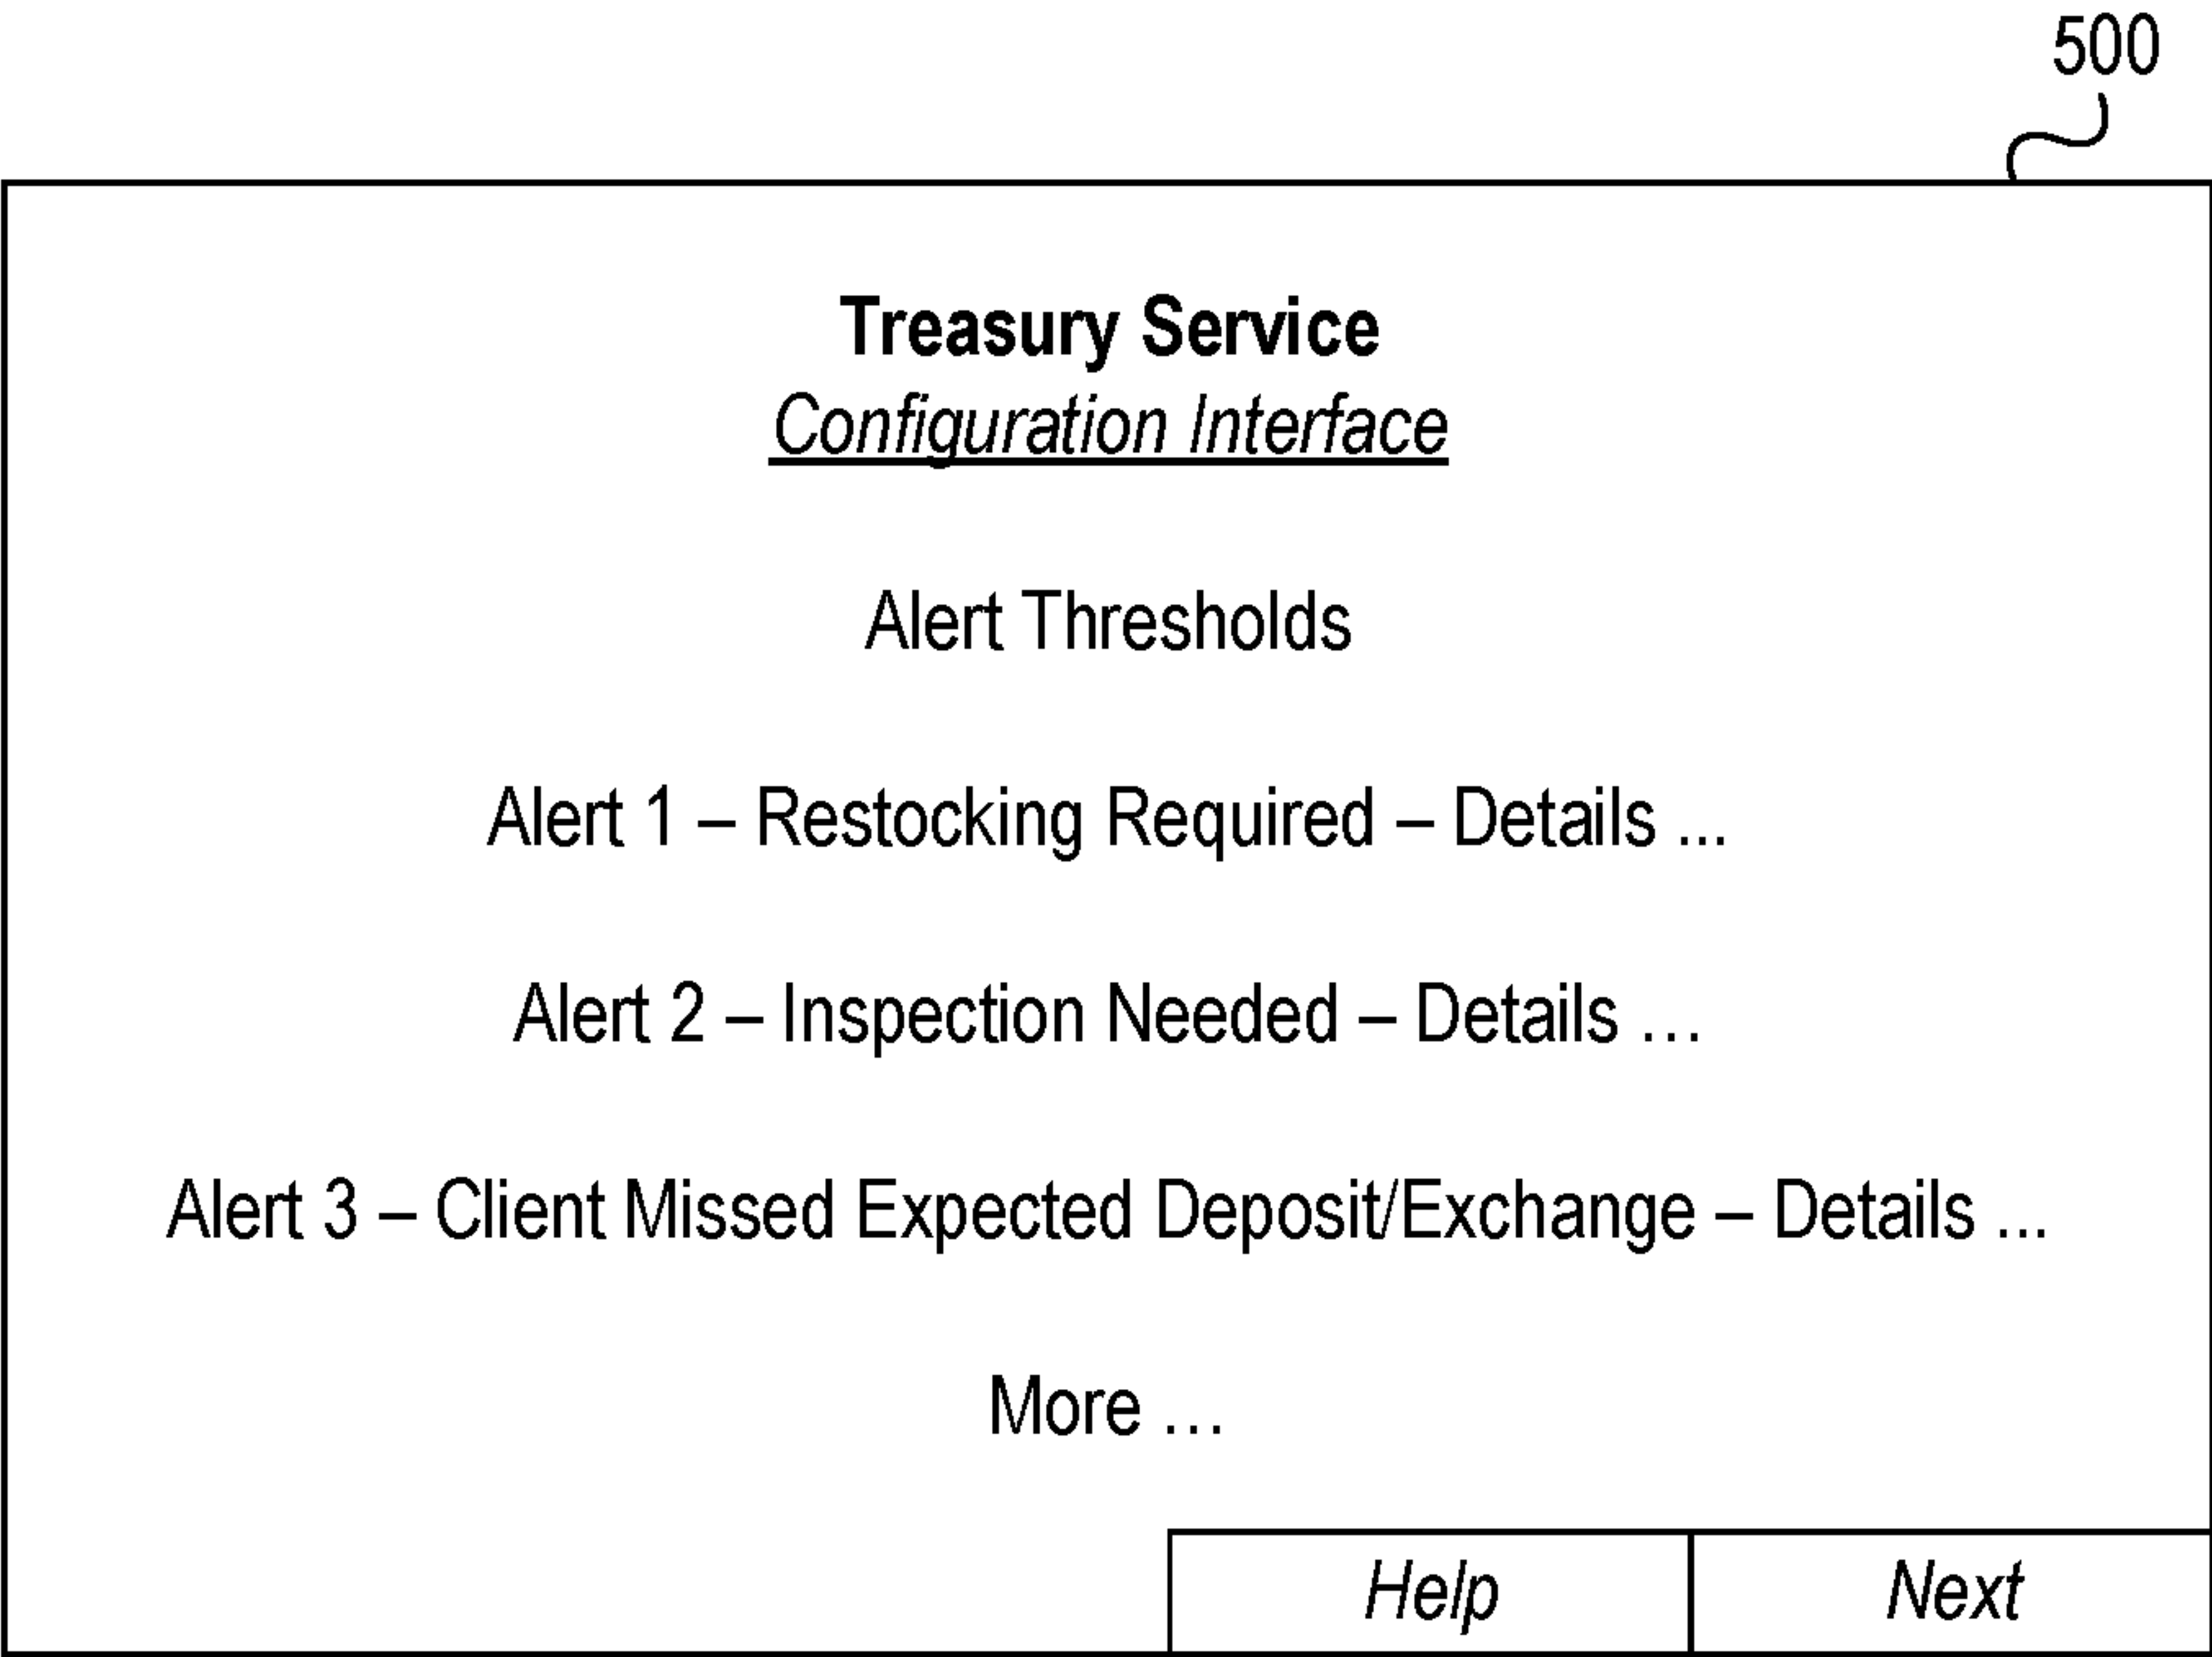 500
Treasury Service
Configuration Interface
Alert Thresholds
Alert 1 – Restocking Required – Details ...
Alert 2 – Inspection Needed – Details ...
Alert 3 – Client Missed Expected Deposit/Exchange – Details ...
More ...
Help
Next